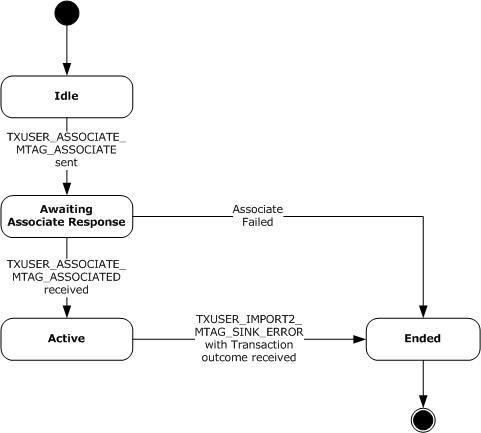 Idle
TXUSER_ASSOCIATE_
MTAG_ASSOCIATE
sent
Awaiting
Associate Response
Associate
Failed
TXUSER_ASSOCIATE_
MTAG_ASSOCIATED
received
Active
TXUSER_IMPORT2_
MTAG_SINK_ERROR
with Transaction
outcome received
Ended